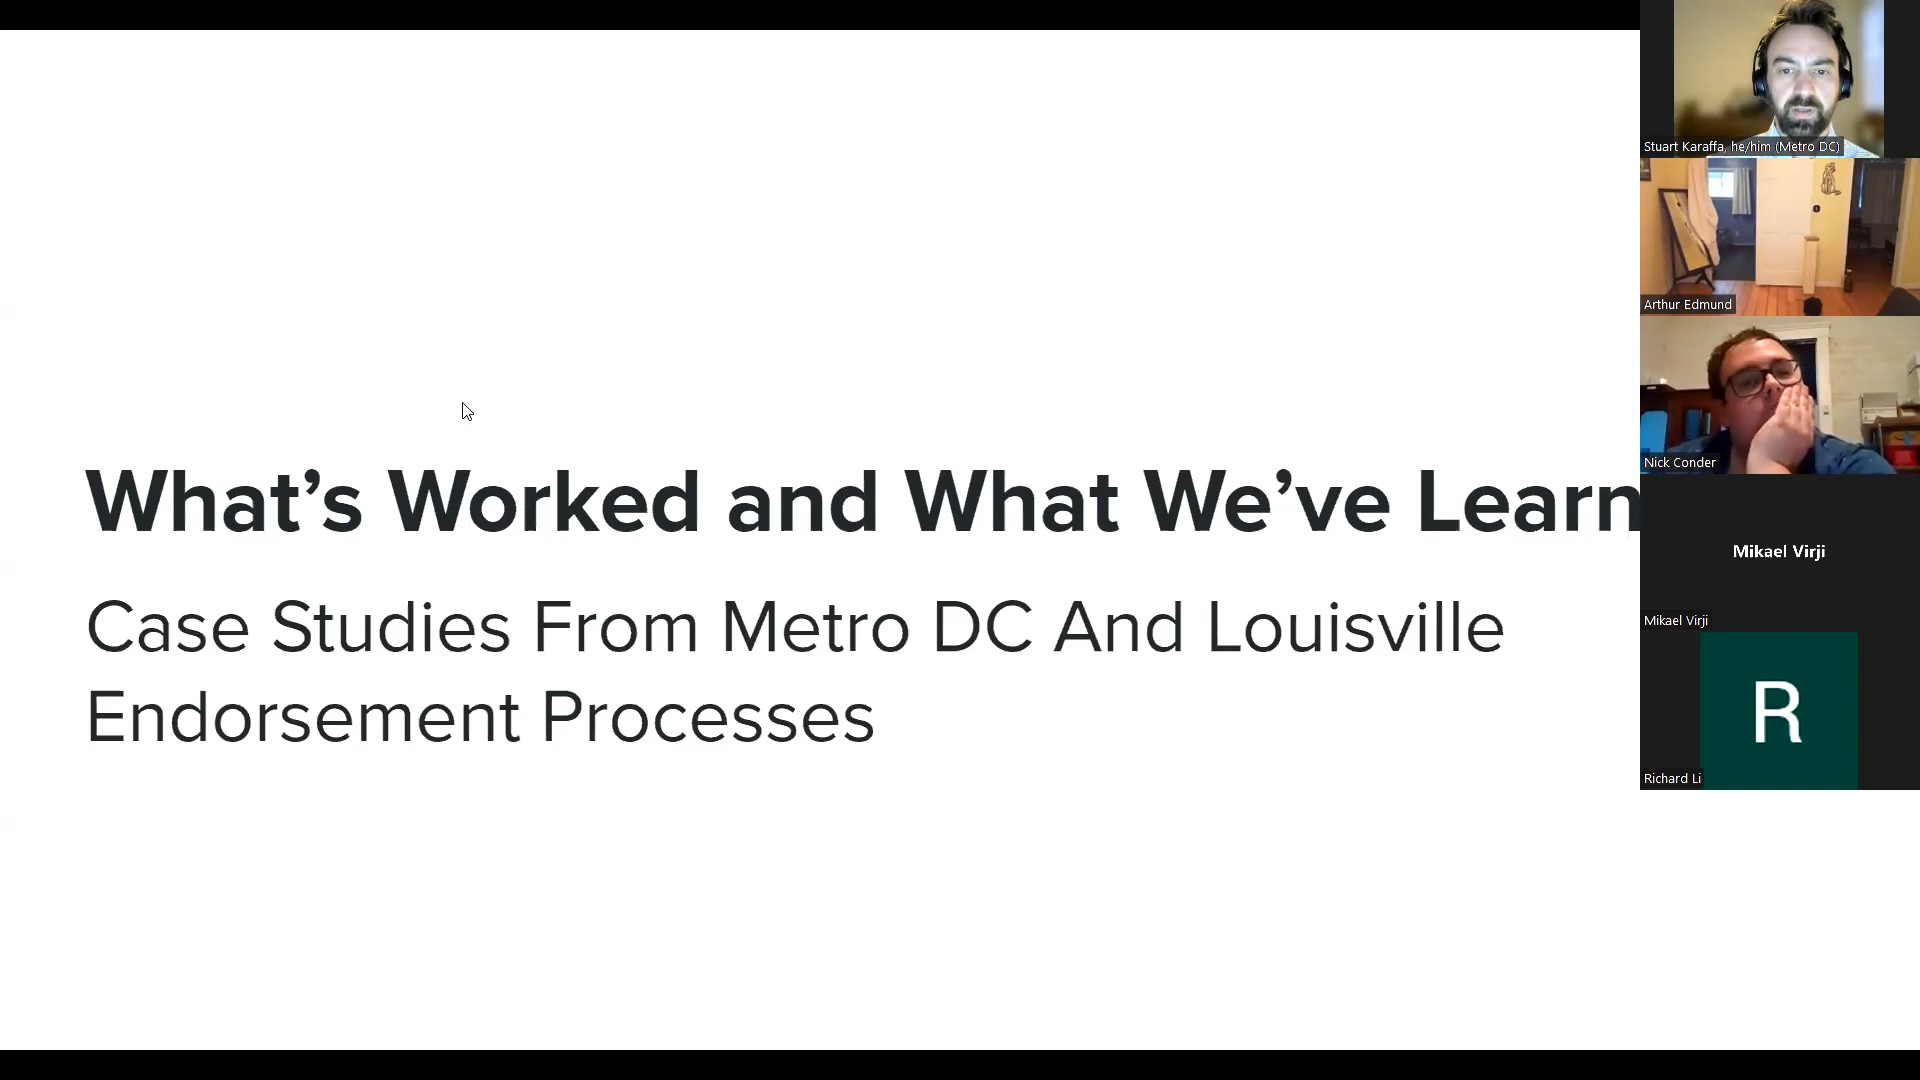 What's Worked and What We've Learn
Case Studies From Metro DC And Louisville
Endorsement Processes
Stuart Karaffa, he/him (Metro DC)
Arthur Edmund
Nick Conder
Mikael Virji
Mikael Virji
R
Richard Li